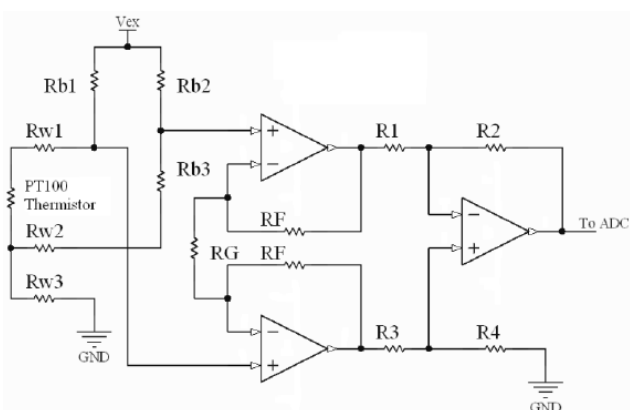 Vex
Rb1
Rb2
Rw1
+
R1
R2
Rb3
−
PT100
Thermistor
−
RF
To ADC
Rw2
+
RG
RF
Rw3
−
R3
R4
GND
+
GND